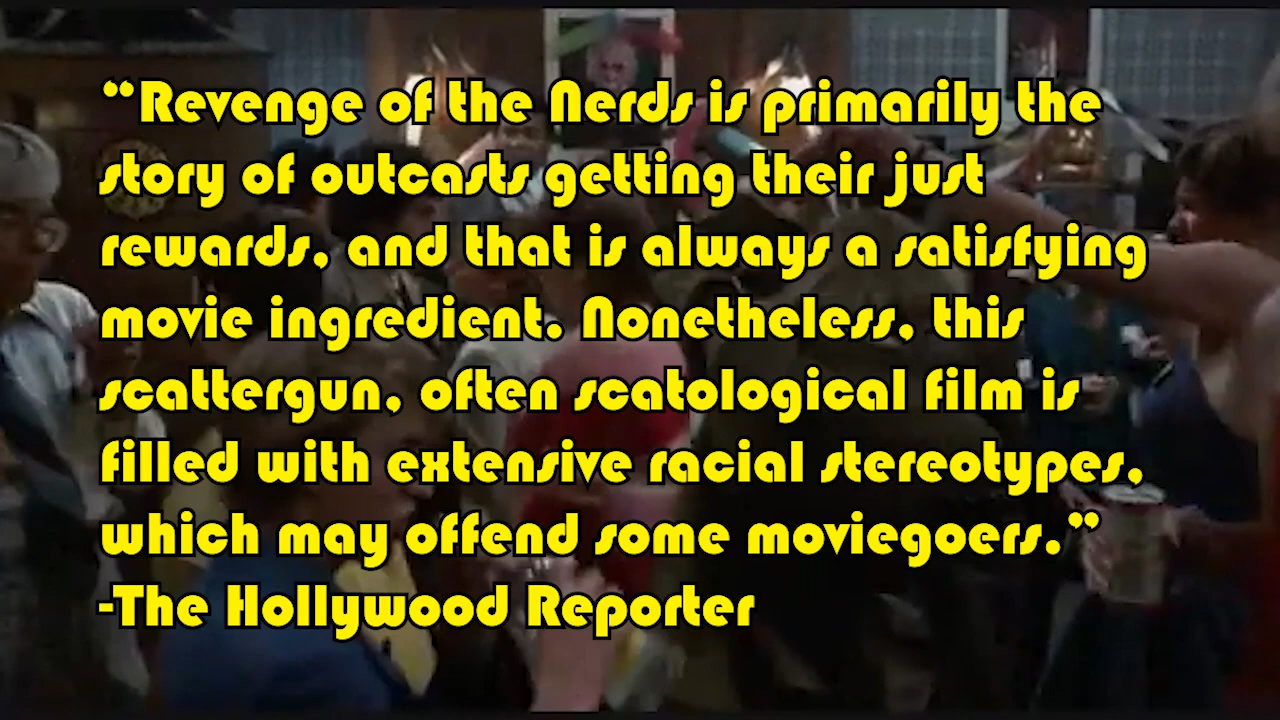 “Revenge of the Nerds is primarily the
story of outcasts getting their just
rewards, and that is always a satisfying
movie ingredient. Nonetheless, this
scattergun, often scatological film is
filled with extensive racial stereotypes,
which may offend some moviegoers.”
-The Hollywood Reporter